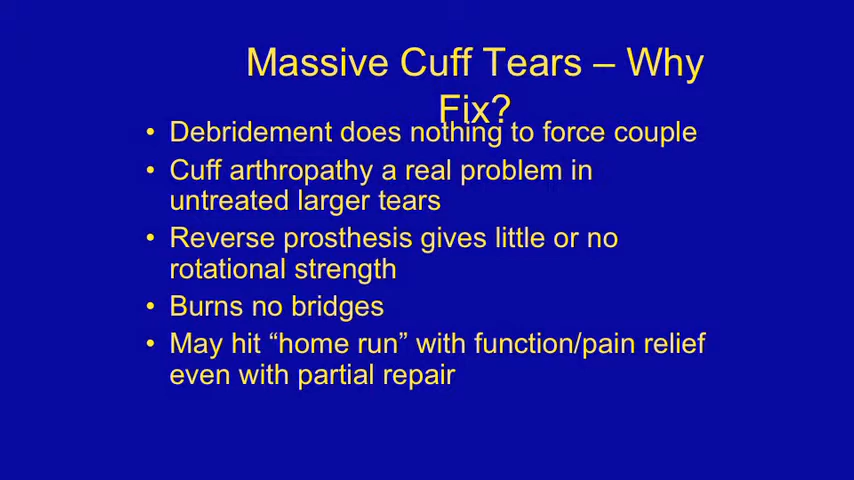 Massive Cuff Tears – Why
Fix?
• Debridement does nothing to force couple
• Cuff arthropathy a real problem in
untreated larger tears
• Reverse prosthesis gives little or no
rotational strength
• Burns no bridges
• May hit “home run” with function/pain relief
even with partial repair